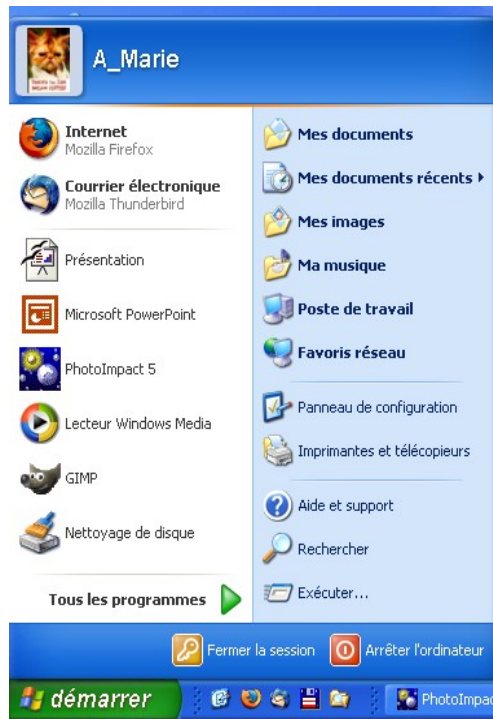 A_Marie
Internet
Mozilla Firefox
Courrier électronique
Mozilla Thunderbird
Présentation
Microsoft PowerPoint
PhotoImpact 5
Lecteur Windows Media
GIMP
Nettoyage de disque
Tous les programmes
Mes documents
Mes documents récents
Mes images
Ma musique
Poste de travail
Favoris réseau
Panneau de configuration
Imprimantes et télécopieurs
Aide et support
Rechercher
Exécuter...
Fermer la session
Arrêter l'ordinateur
démarrer
PhotoImpac